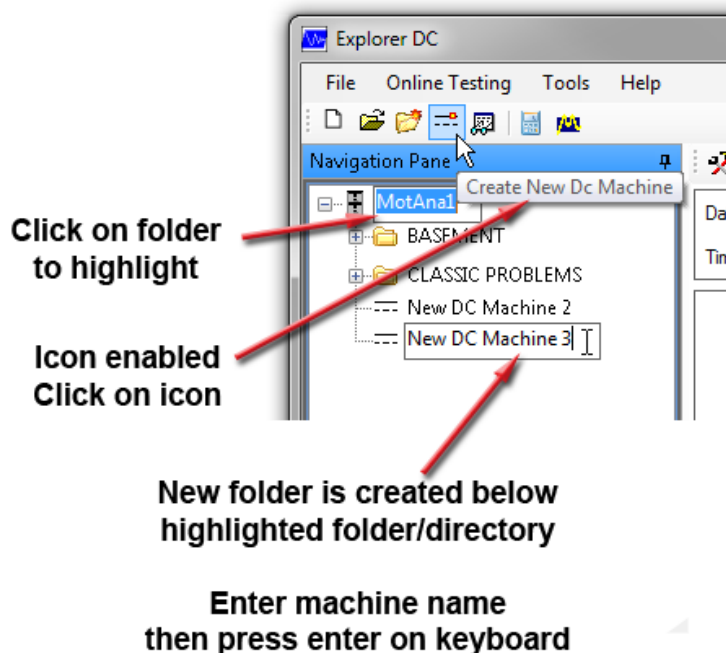 Explorer DC
File Online Testing Tools Help
Navigation Pane
Create New Dc Machine
MotAna1
Da
BASEMENT
Tin
CLASSIC PROBLEMS
New DC Machine 2
New DC Machine 3
Click on folder
to highlight
Icon enabled
Click on icon
New folder is created below
highlighted folder/directory
Enter machine name
then press enter on keyboard